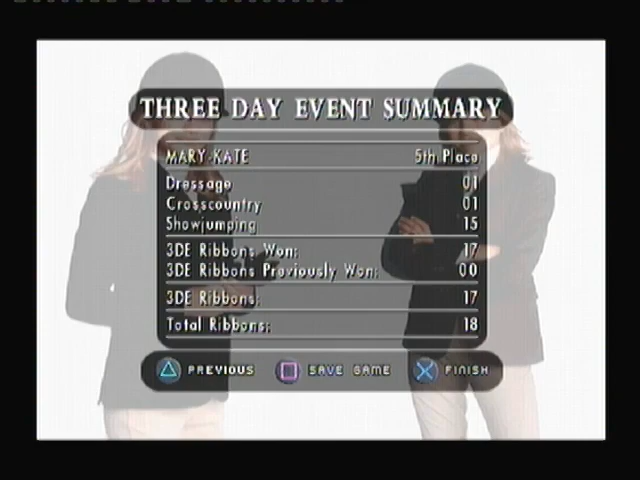 THREE DAY EVENT SUMMARY
MARY-KATE 5th Place
Dressage 01
Crosscountry 01
Showjumping 15
3DE Ribbons Won: 17
3DE Ribbons Previously Won: 00
3DE Ribbons: 17
Total Ribbons: 18
PREVIOUS SAVE GAME FINISH